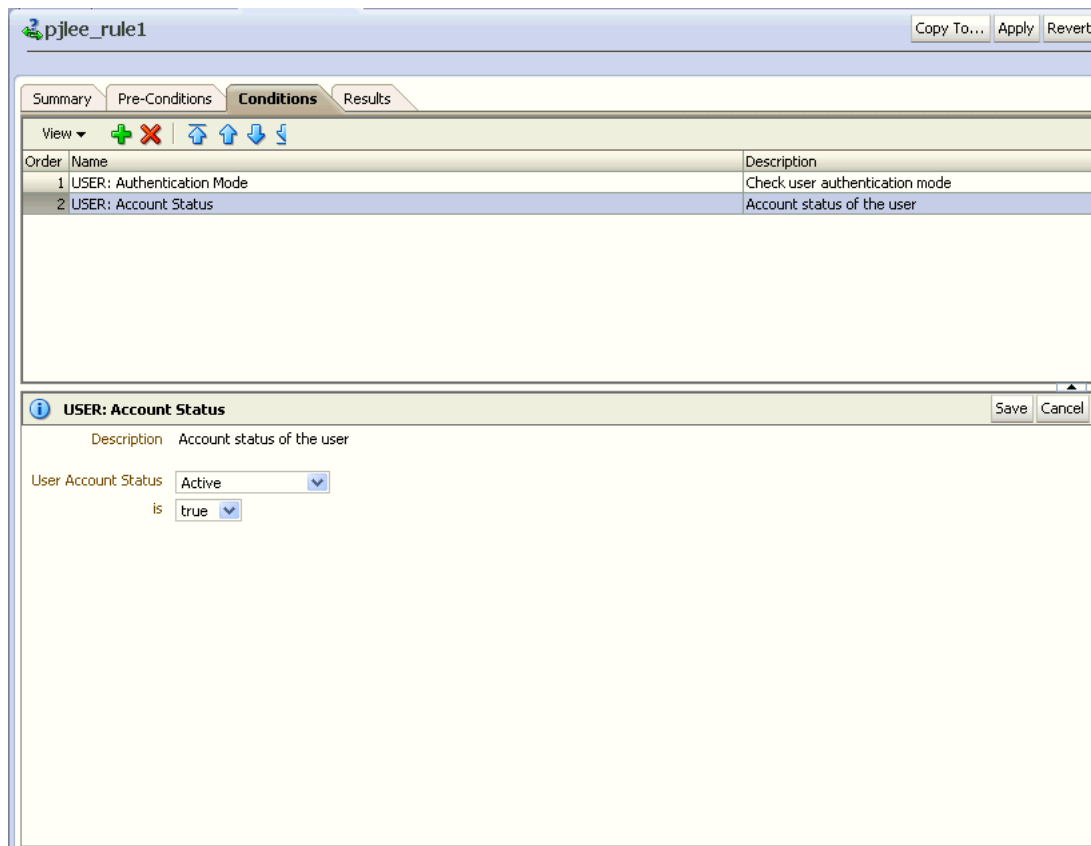 pjlee_rule1
Copy To... Apply Revert
Summary Pre-Conditions Conditions Results
View
Order Name Description
1 USER: Authentication Mode Check user authentication mode
2 USER: Account Status Account status of the user
USER: Account Status Save Cancel
Description Account status of the user
User Account Status Active
is true